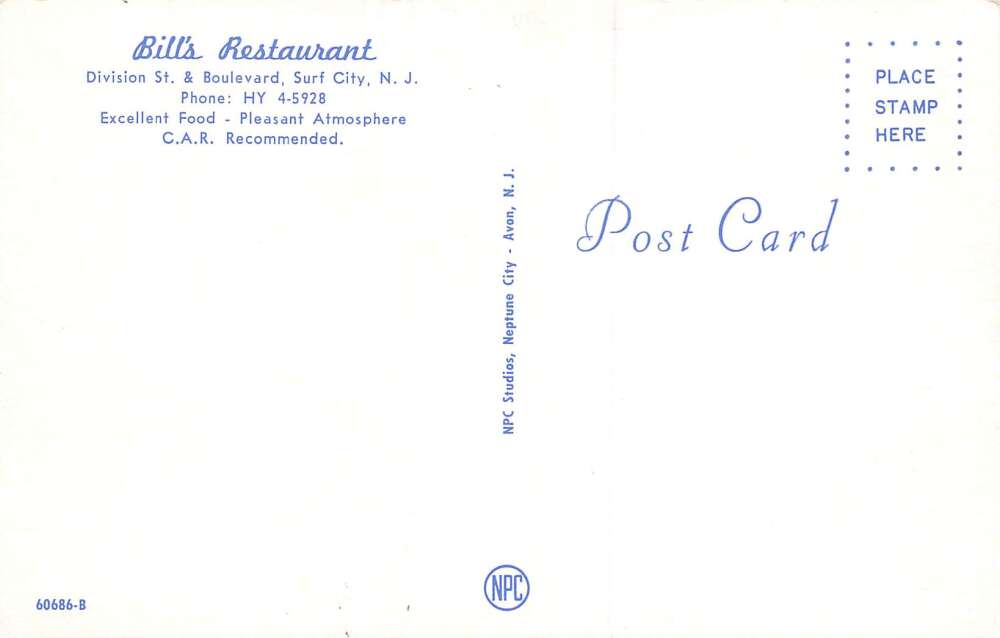 Bill's Restaurant
Division St. & Boulevard, Surf City, N. J.
Phone: HY 4-5928
Excellent Food - Pleasant Atmosphere
C.A.R. Recommended.
PLACE
STAMP
HERE
Post Card
NPC Studios, Neptune City - Avon, N. J.
NPC
60686-B